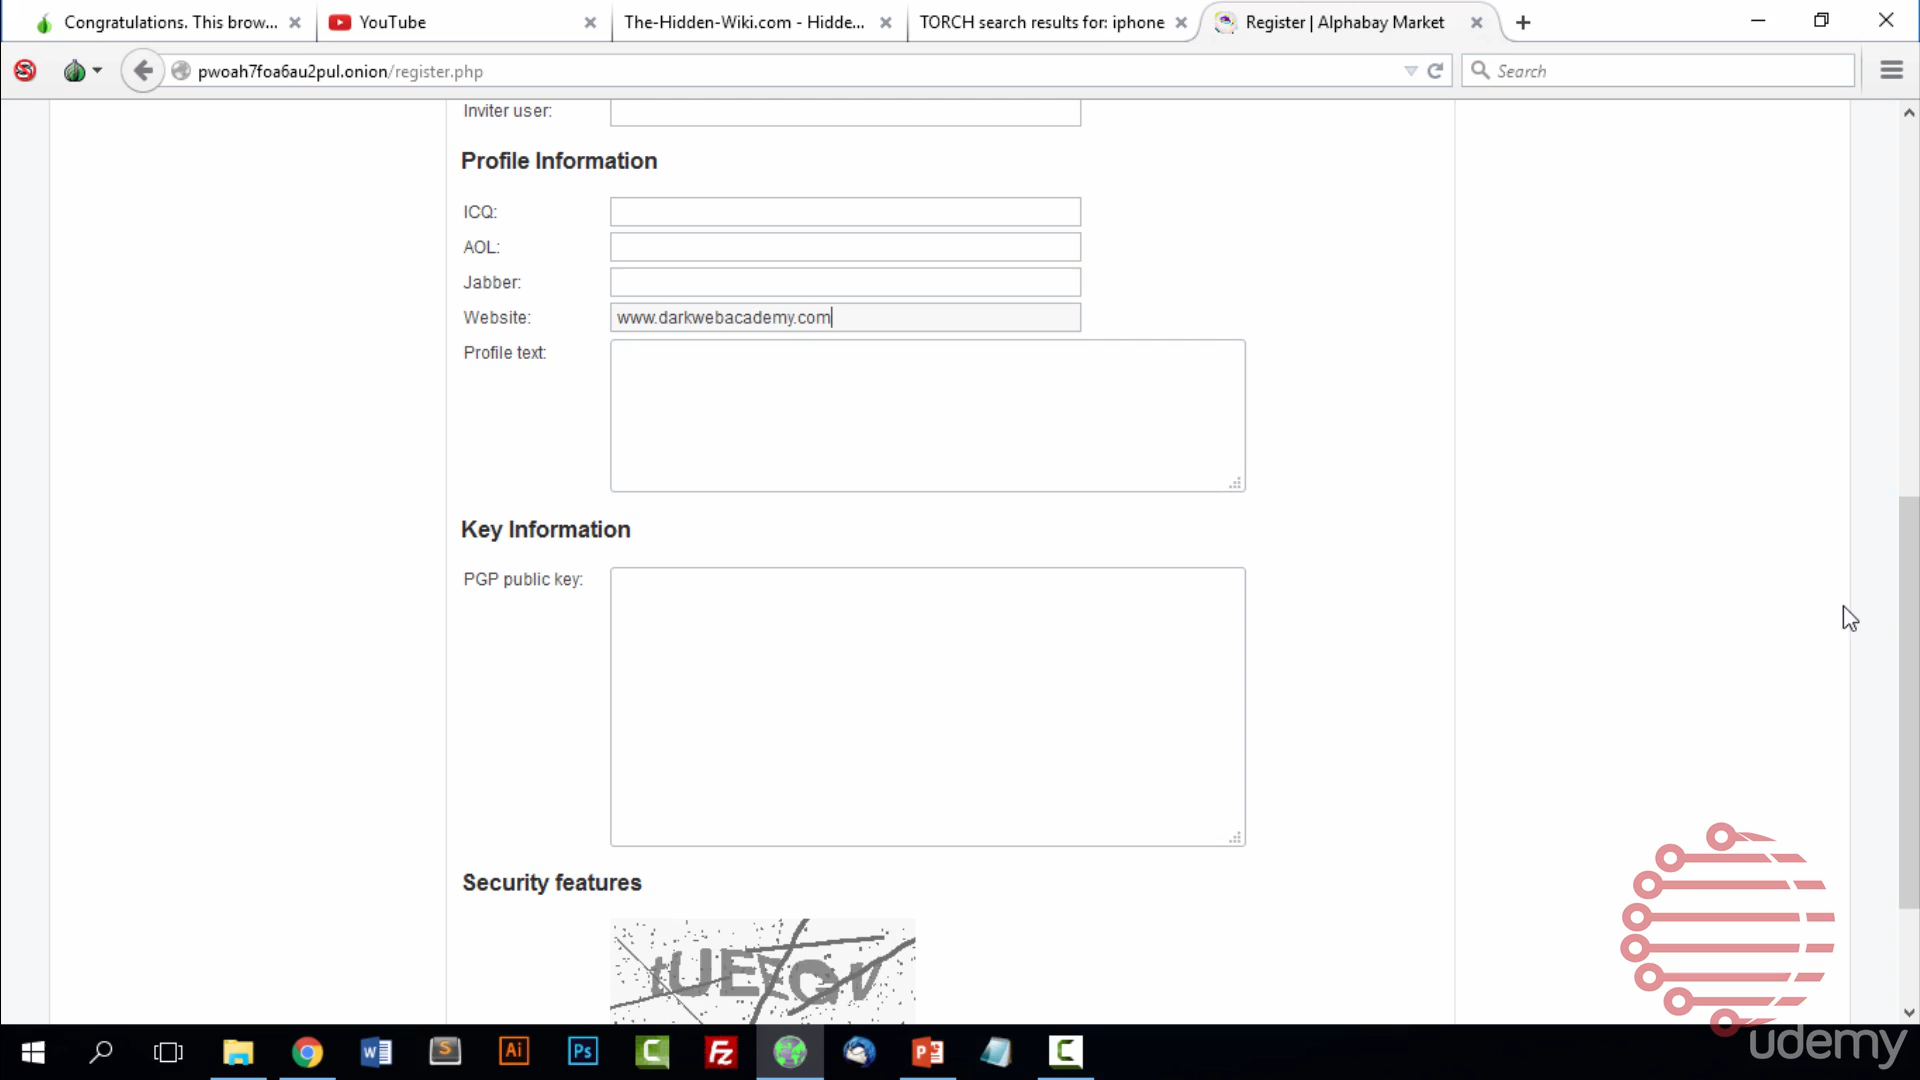 Congratulations. This brow...
YouTube
The-Hidden-Wiki.com - Hidde...
TORCH search results for: iphone
Register | Alphabay Market
pwoah7foa6au2pul.onion/register.php
Search
Inviter user:
Profile Information
ICQ:
AOL:
Jabber:
Website:
www.darkwebacademy.com
Profile text:
Key Information
PGP public key:
Security features
Ai
Ps
udemy